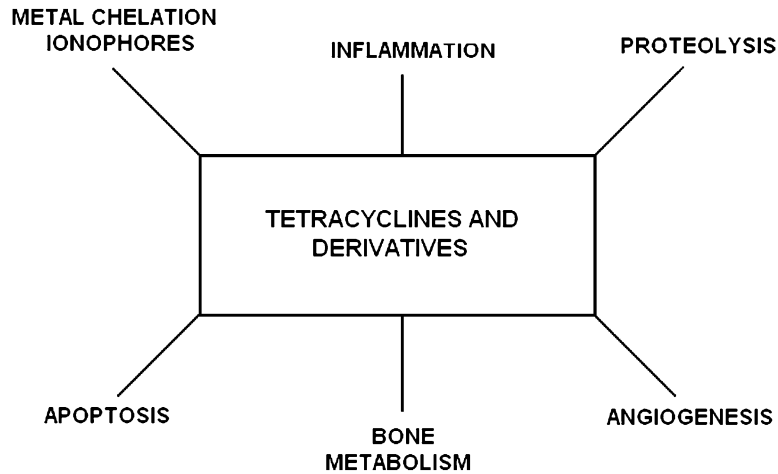 METAL CHELATION
IONOPHORES
INFLAMMATION
PROTEOLYSIS
TETRACYCLINES AND
DERIVATIVES
APOPTOSIS
BONE
METABOLISM
ANGIOGENESIS